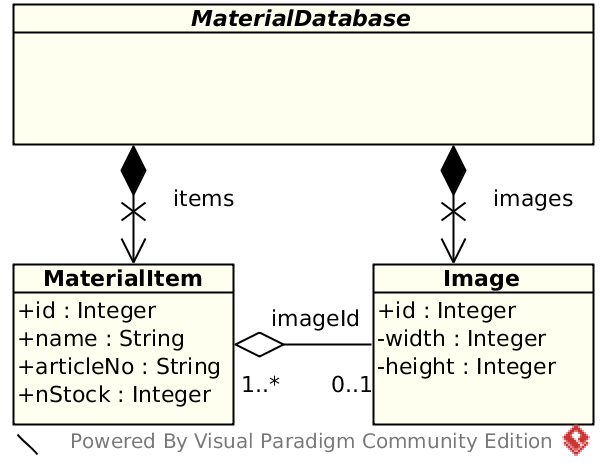 MaterialDatabase
items
images
MaterialItem
+id : Integer
+name : String
+articleNo : String
+nStock : Integer
imageId
1..*
0..1
Image
+id : Integer
-width : Integer
-height : Integer
Powered By Visual Paradigm Community Edition